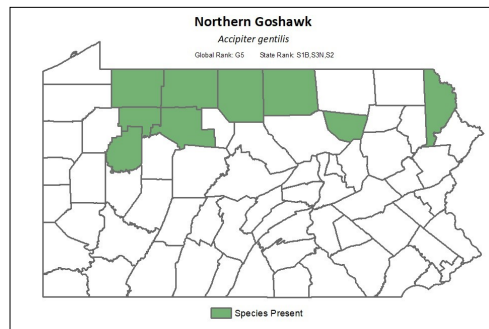 Northern Goshawk
Accipiter gentilis
Global Rank: G5 State Rank: S1B,S3N,S2
Species Present